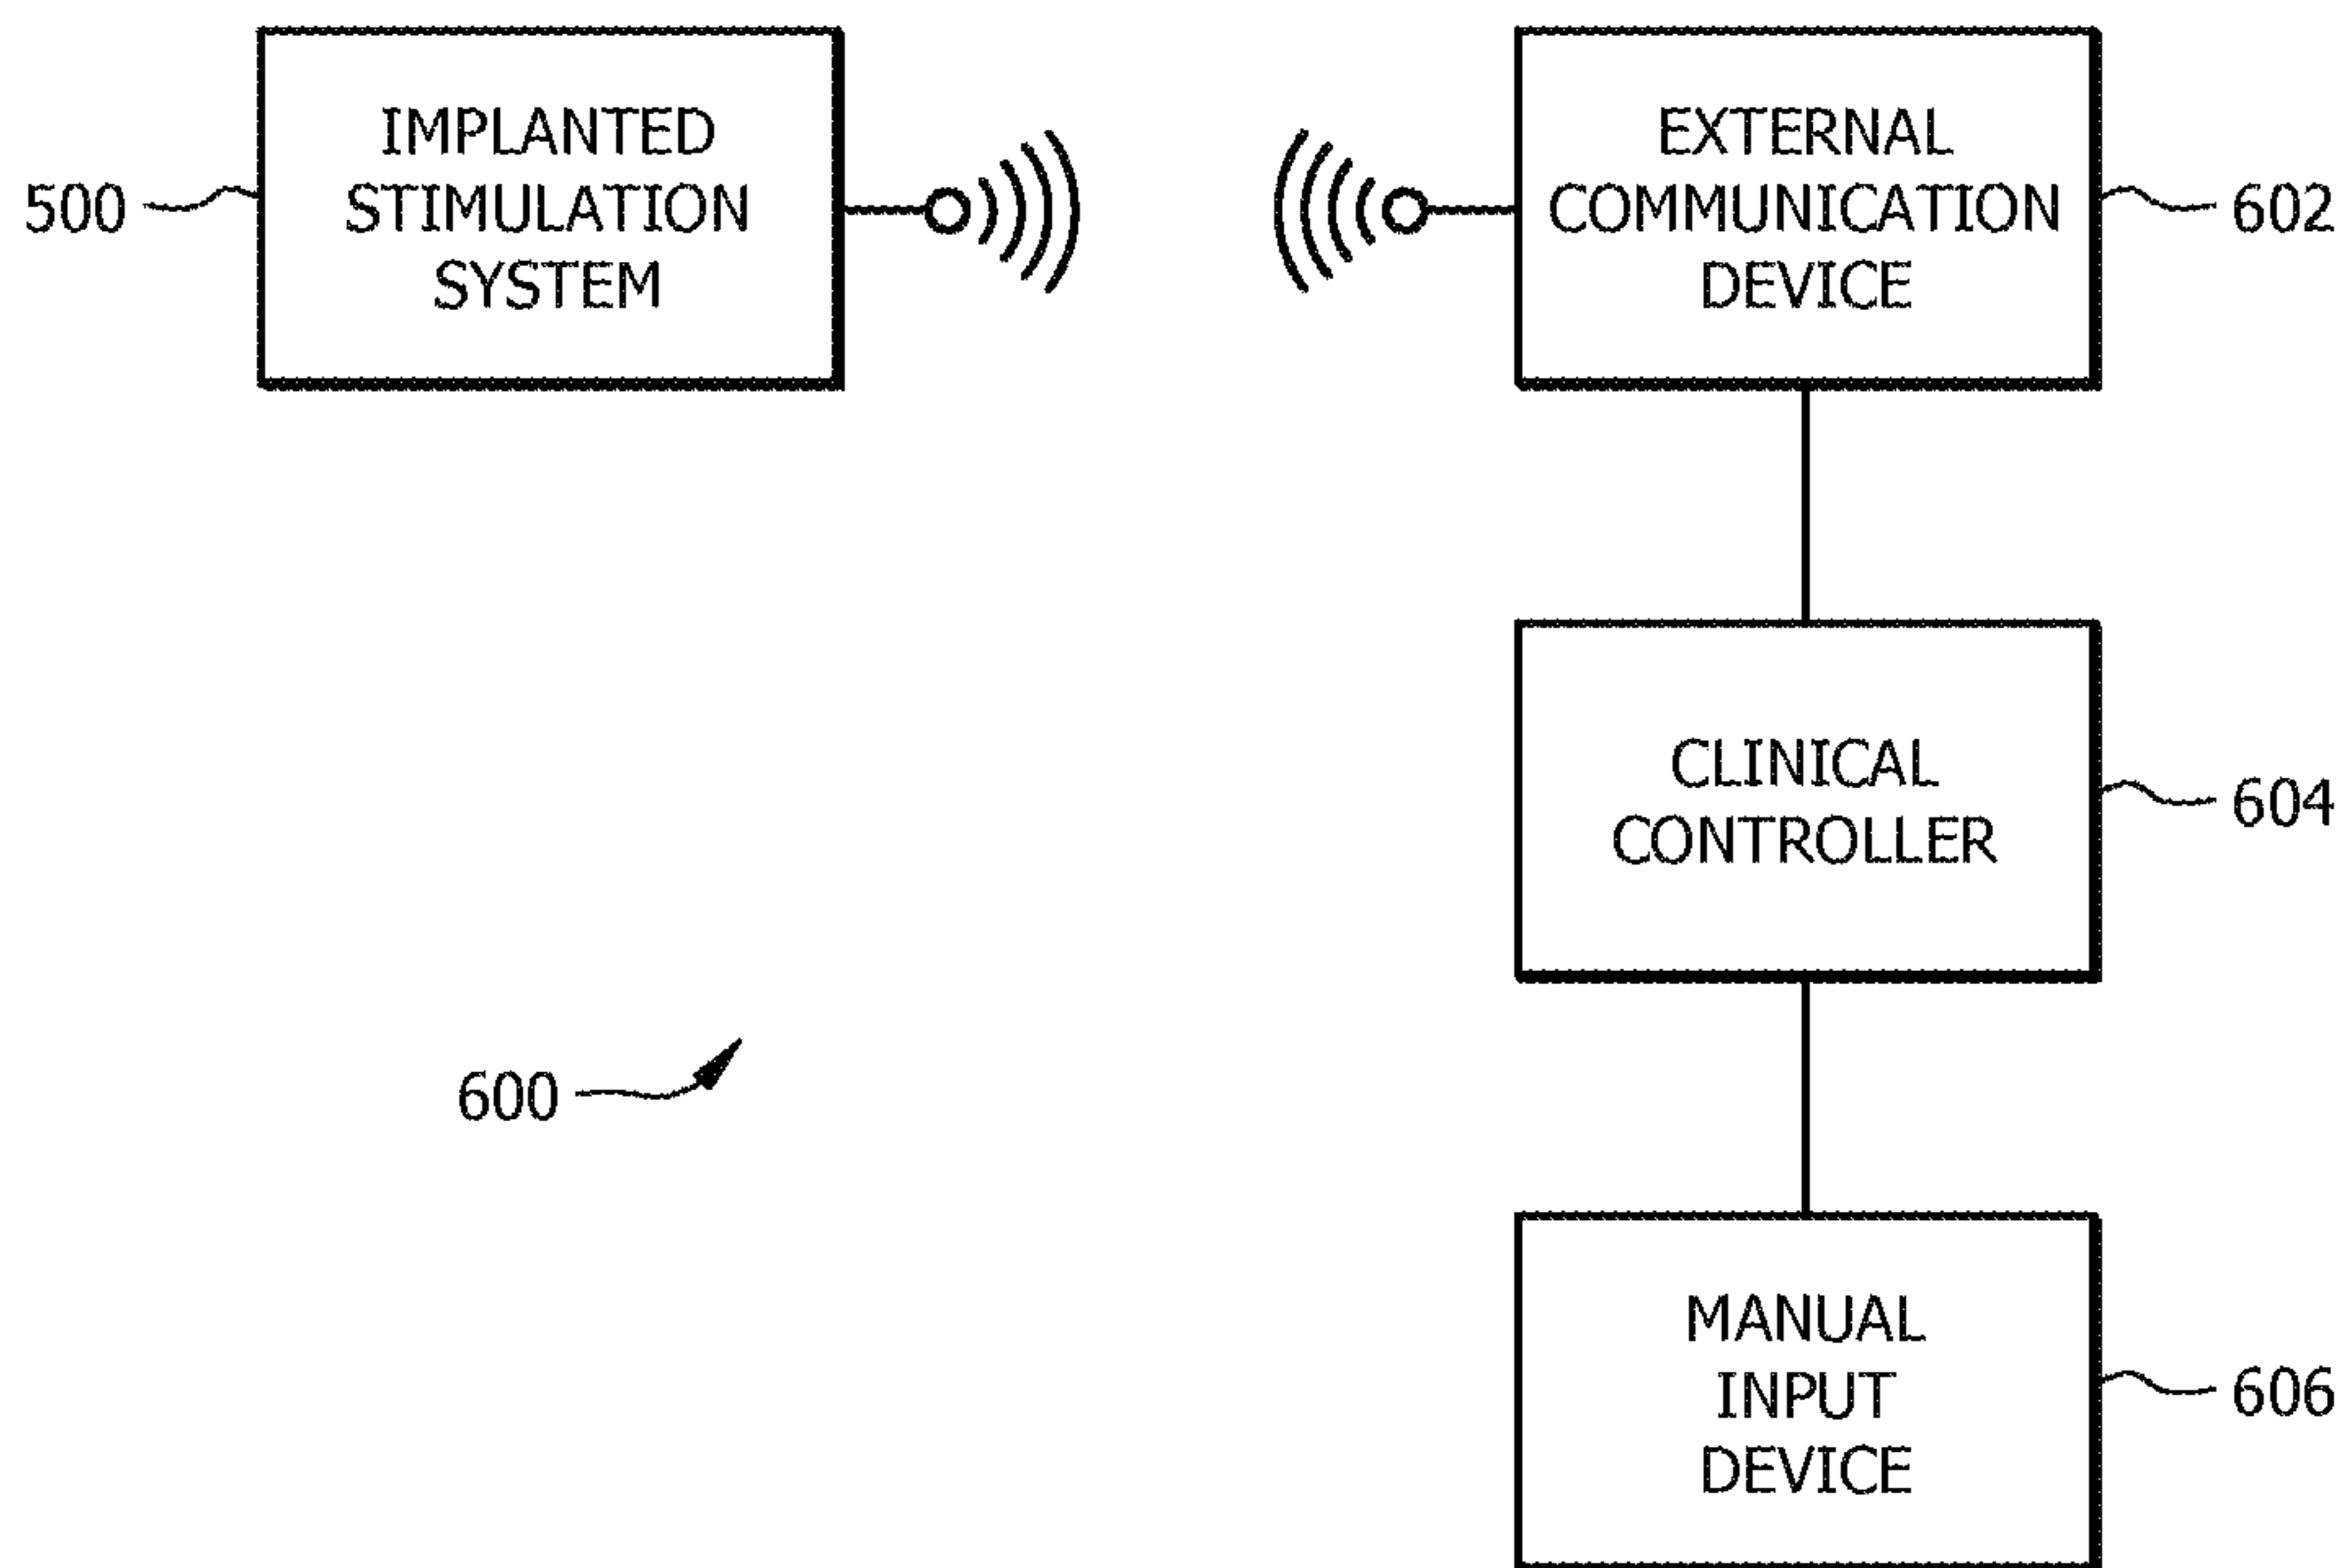 IMPLANTED
STIMULATION
SYSTEM
500
EXTERNAL
COMMUNICATION
DEVICE
602
CLINICAL
CONTROLLER
604
600
MANUAL
INPUT
DEVICE
606